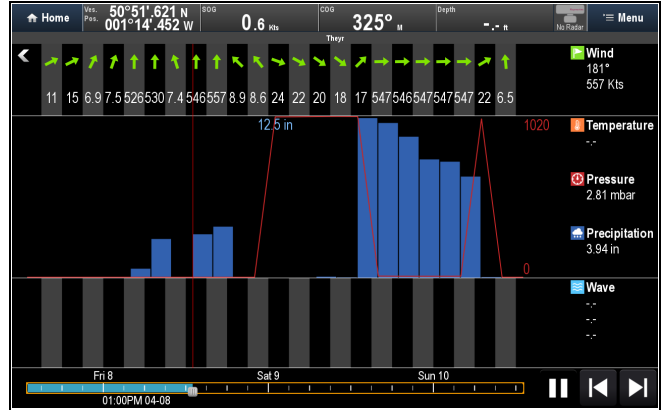 Home
Ves. Pos. 50°51'.621 N
001°14'.452 W
SOG
0.6 Kts
COG
325° M
Depth
-.- ft
No Radar
Menu
Theyr
Wind
181°
557 Kts
11 15 6.9 7.5 526 530 7.4 546 557 8.9 8.6 24 22 20 18 17 547 546 547 547 547 22 6.5
12.5 in
1020
Temperature
-.-
Pressure
2.81 mbar
Precipitation
3.94 in
0
Wave
-.-
-.-
-.-
Fri 8 Sat 9 Sun 10
01:00PM 04-08